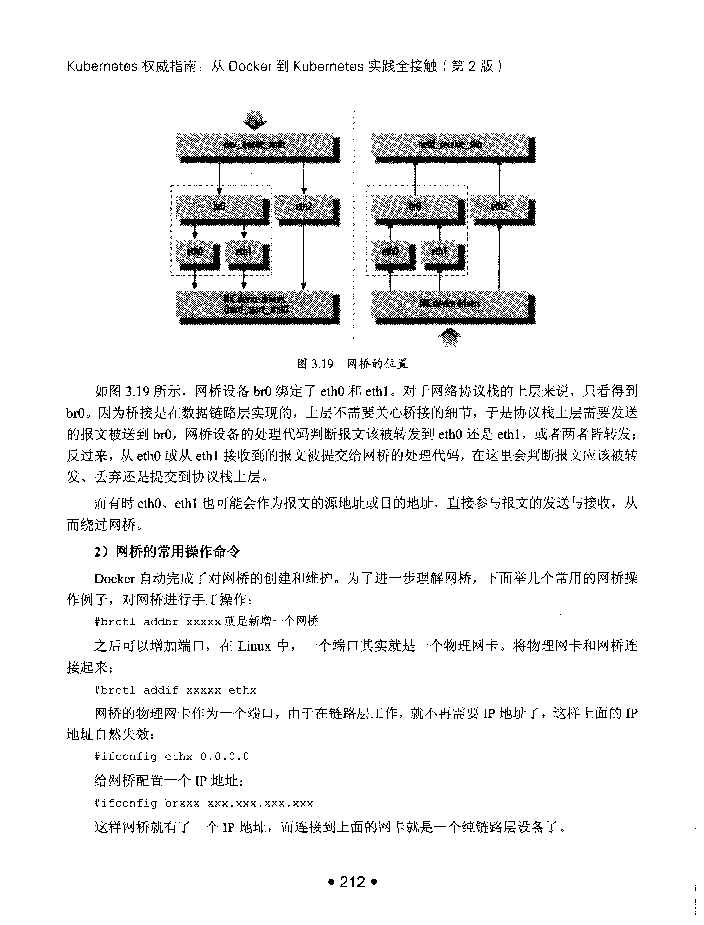 Kubernetes 权威指南：从 Docker 到 Kubernetes 实践全接触（第 2 版）
br0
eth2
eth0
eth1
br0
eth2
eth0
eth1
图 3.19 网桥的位置
如图 3.19 所示，网桥设备 br0 绑定了 eth0 和 eth1。对于网络协议栈的上层来说，只看得到
br0。因为桥接是在数据链路层实现的，上层不需要关心桥接的细节，于是协议栈上层需要发送
的报文被送到 br0，网桥设备的处理代码判断报文该被转发到 eth0 还是 eth1，或者两者皆转发；
反过来，从 eth0 或从 eth1 接收到的报文被提交给网桥的处理代码，在这里会判断报文应该被转
发、丢弃还是提交到协议栈上层。
而有时 eth0、eth1 也可能会作为报文的源地址或目的地址，直接参与报文的发送与接收，从
而绕过网桥。
2）网桥的常用操作命令
Docker 自动完成了对网桥的创建和维护。为了进一步理解网桥，下面举几个常用的网桥操
作例子，对网桥进行手工操作：
#brctl addbr xxxxx 就是新增一个网桥
之后可以增加端口，在 Linux 中，一个端口其实就是一个物理网卡。将物理网卡和网桥连
接起来：
#brctl addif xxxxx ethx
网桥的物理网卡作为一个端口，由于在链路层工作，就不再需要 IP 地址了，这样上面的 IP
地址自然失效：
#ifconfig ethx 0.0.0.0
给网桥配置一个 IP 地址：
#ifconfig brxxx xxx.xxx.xxx.xxx
这样网桥就有了一个 IP 地址，而连接到上面的网卡就是一个纯链路层设备了。
• 212 •